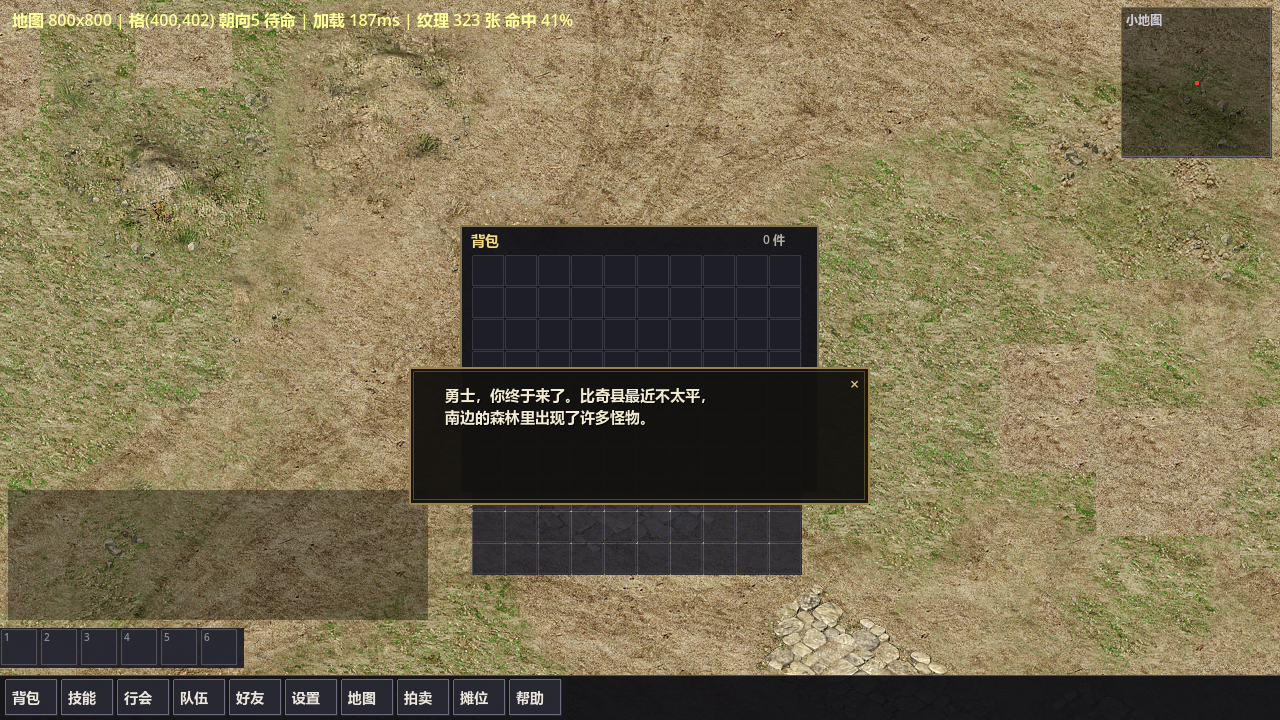 地图 800x800 | 格(400,402) 朝向5 待命 | 加载 187ms | 纹理 323 张 命中 41%
小地图
背包 0 件
×
勇士，你终于来了。比奇县最近不太平，
南边的森林里出现了许多怪物。
1 2 3 4 5 6
背包 技能 行会 队伍 好友 设置 地图 拍卖 摊位 帮助